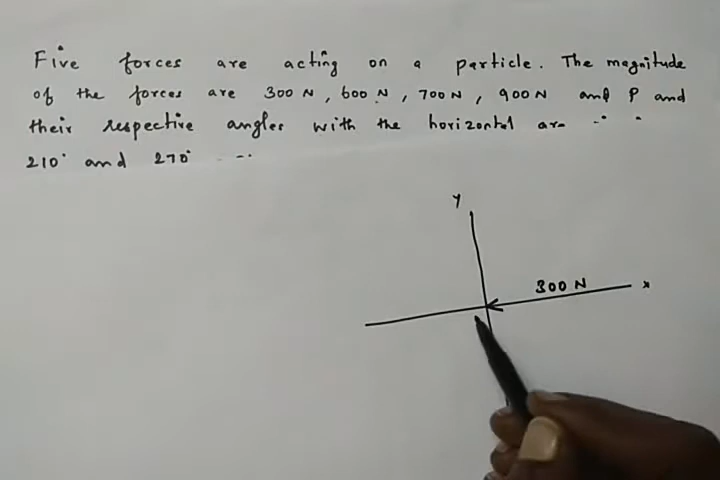 Five forces are acting on a particle. The magnitude
of the forces are 300 N, 600 N, 700 N, 900 N and P and
their respective angles with the horizontal are
210° and 270°
Y
300 N
x